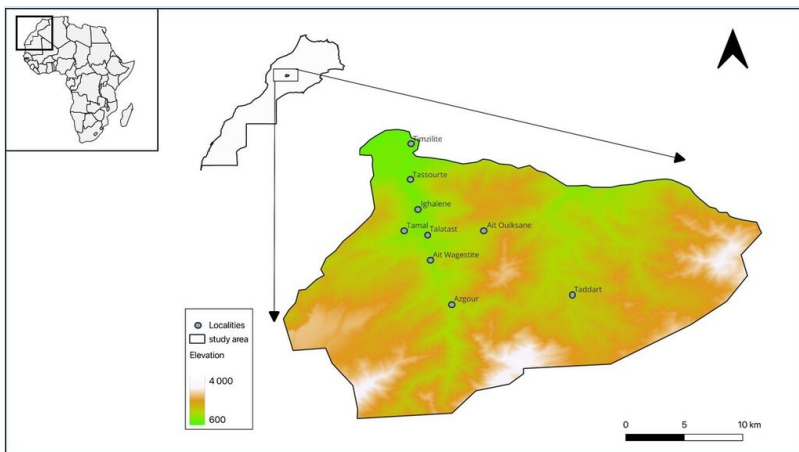 Timzilite
Tassourte
Ighalene
Tamal
Talatast
Ait Ouiksane
Ait Wagestite
Azgour
Taddart
Localities
study area
Elevation
4 000
600
0 5 10 km